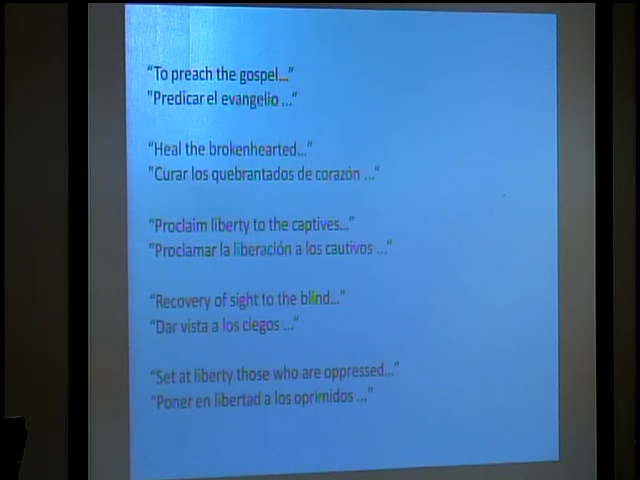 “To preach the gospel...”
"Predicar el evangelio ...“
“Heal the brokenhearted...”
"Curar los quebrantados de corazón ...“
“Proclaim liberty to the captives...”
"Proclamar la liberación a los cautivos ...“
“Recovery of sight to the blind...”
“Dar vista a los ciegos ...“
“Set at liberty those who are oppressed...”
“Poner en libertad a los oprimidos ...“